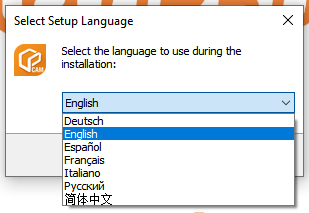 Select Setup Language
Select the language to use during the
installation:
CAM
English
Deutsch
English
Español
Français
Italiano
Русский
简体中文